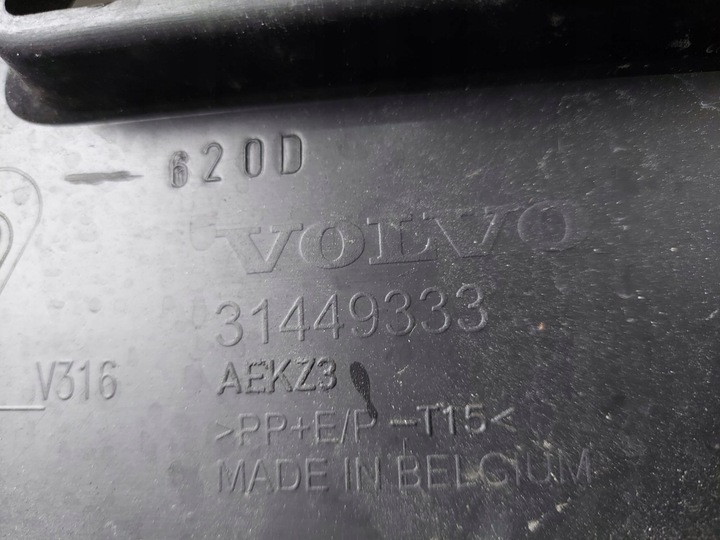 620D
VOLVO
31449333
V316 AEKZ3
>PP+E/P-T15<
MADE IN BELGIUM